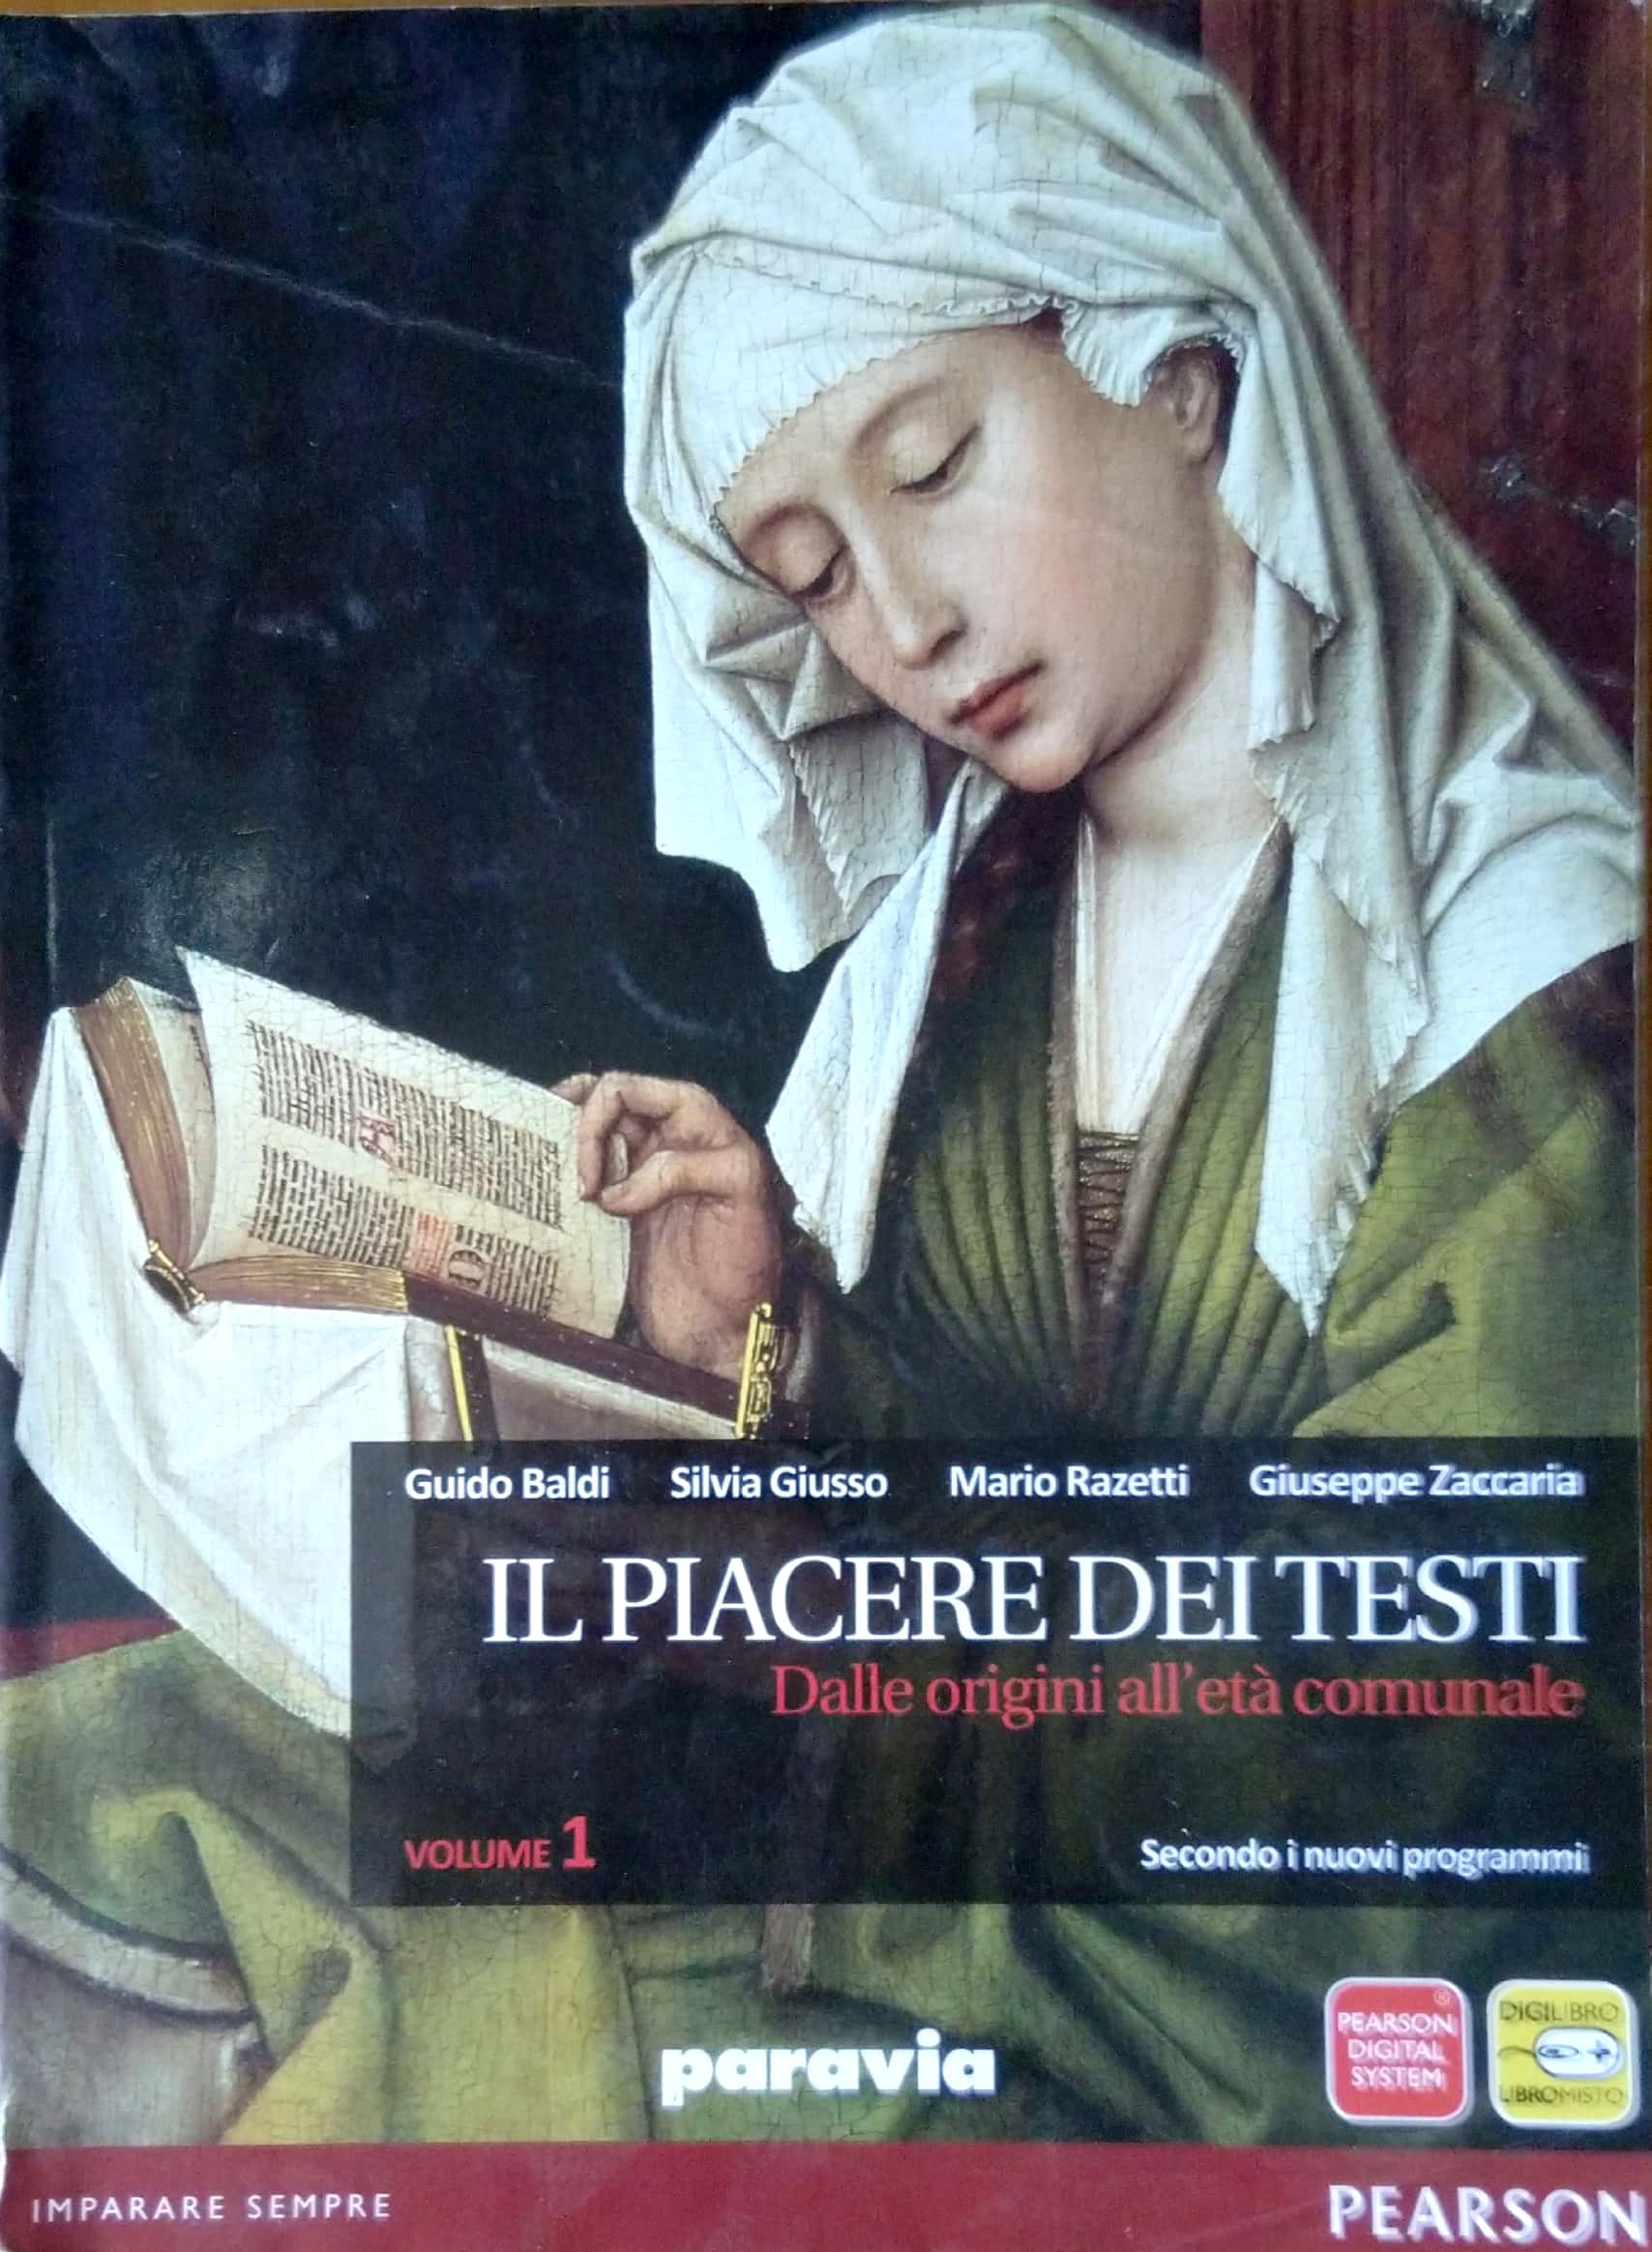 Guido Baldi Silvia Giusso Mario Razetti Giuseppe Zaccaria
IL PIACERE DEI TESTI
Dalle origini all'età comunale
VOLUME 1
Secondo i nuovi programmi
paravia
PEARSON ®
DIGITAL
SYSTEM
DIGILIBRO
LIBROMISTO
IMPARARE SEMPRE
PEARSON